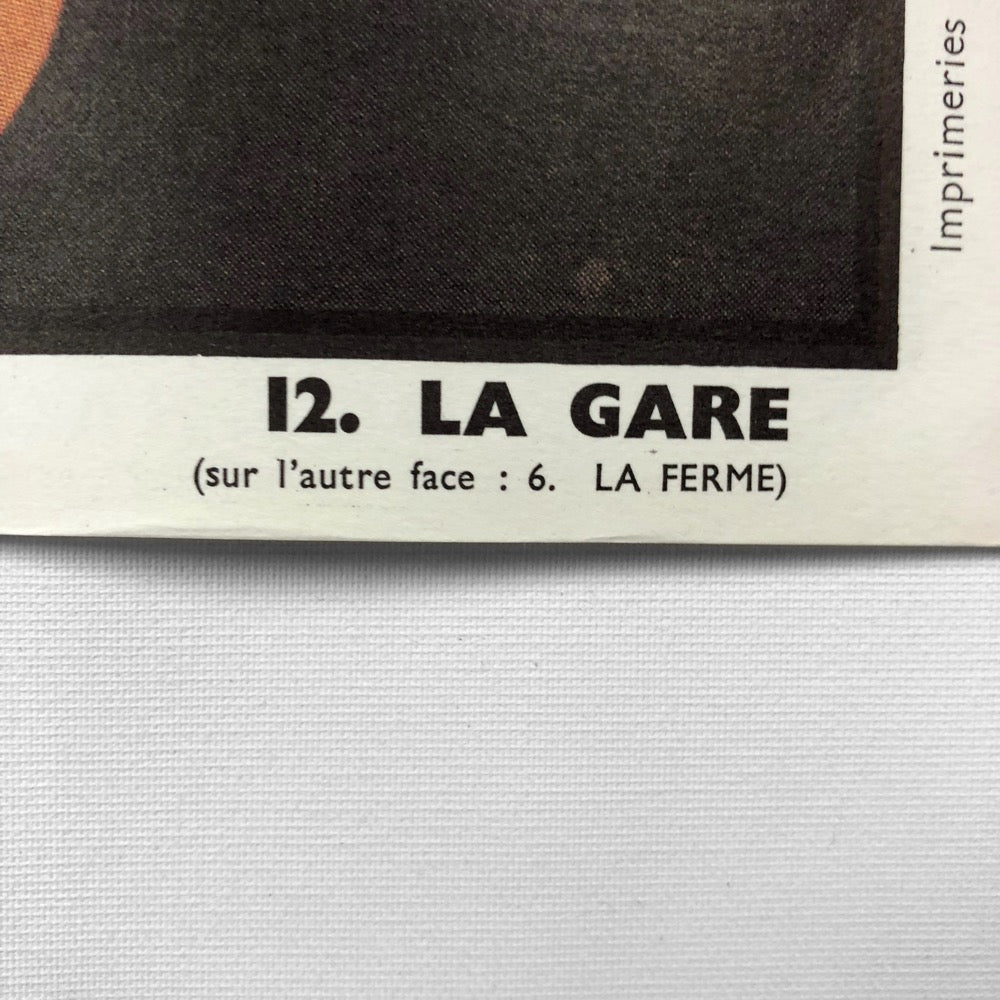 12. LA GARE
(sur l'autre face : 6. LA FERME)
Imprimeries